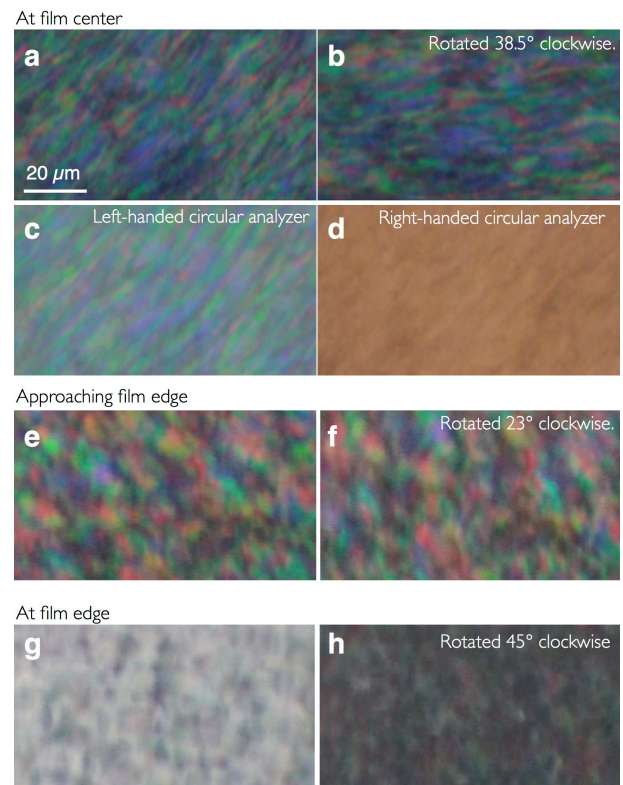 At film center
a
b
Rotated 38.5° clockwise.
20 µm
c
Left-handed circular analyzer
d
Right-handed circular analyzer
Approaching film edge
e
f
Rotated 23° clockwise.
At film edge
g
h
Rotated 45° clockwise